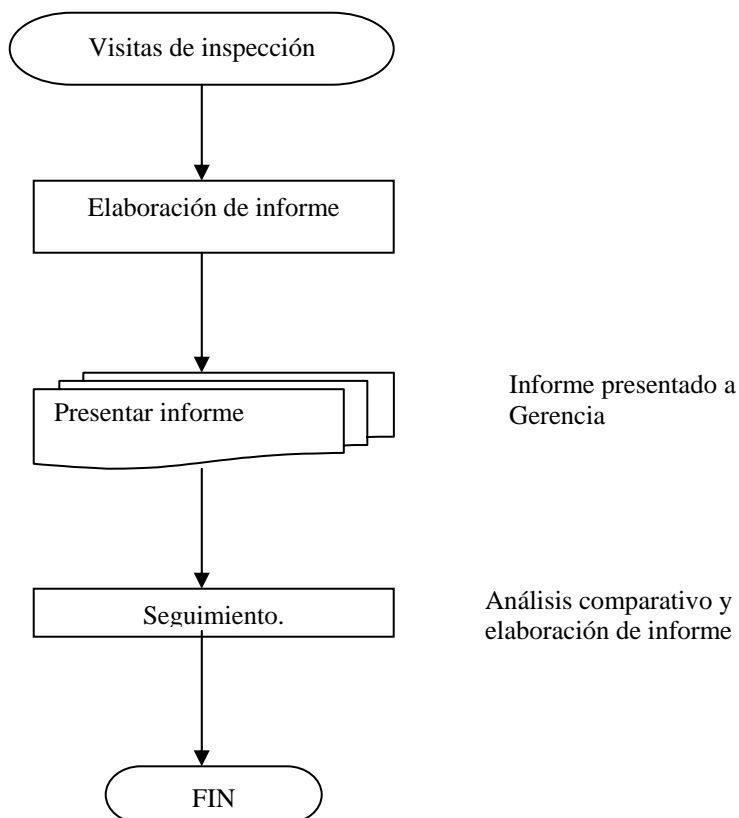 Visitas de inspección
Elaboración de informe
Presentar informe
Informe presentado a
Gerencia
Seguimiento.
Análisis comparativo y
elaboración de informe
FIN